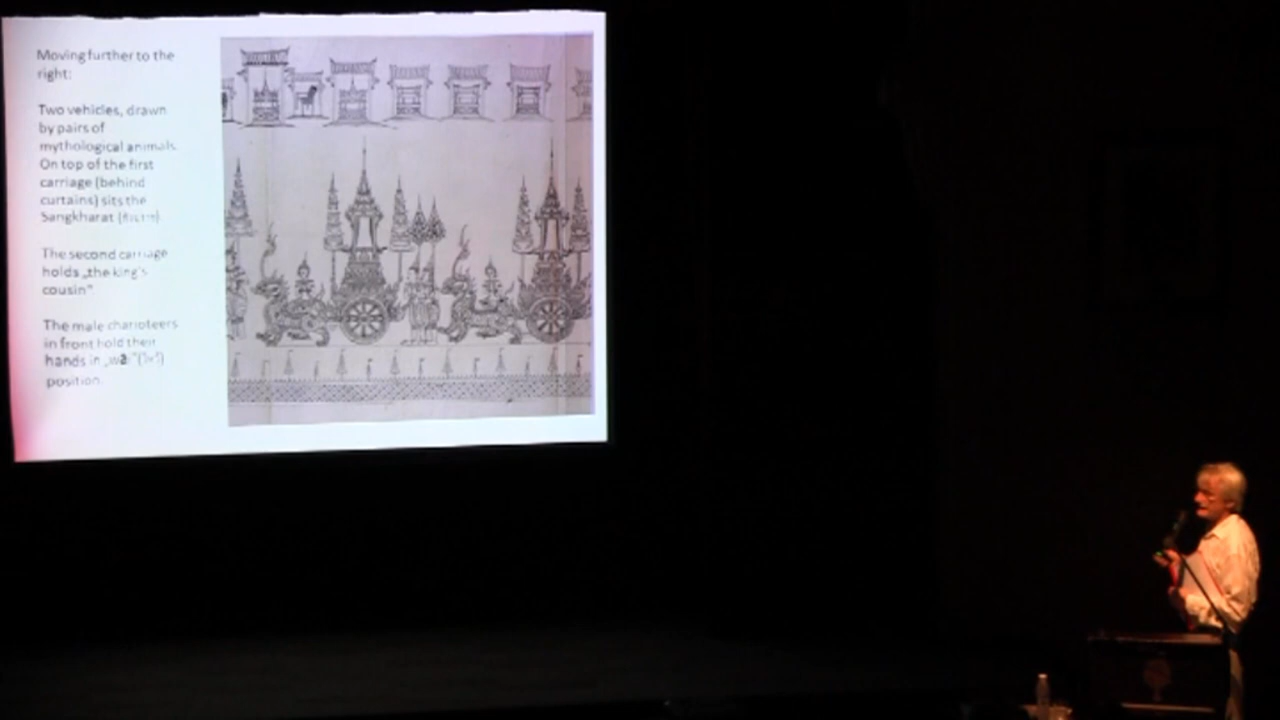 Moving further to the
right:
Two vehicles, drawn
by pairs of
mythological animals.
On top of the first
carriage (behind
curtains) sits the
Sangkharat
The second carriage
holds „the king's
cousin"
The male charioteers
in front hold their
hands in
position.